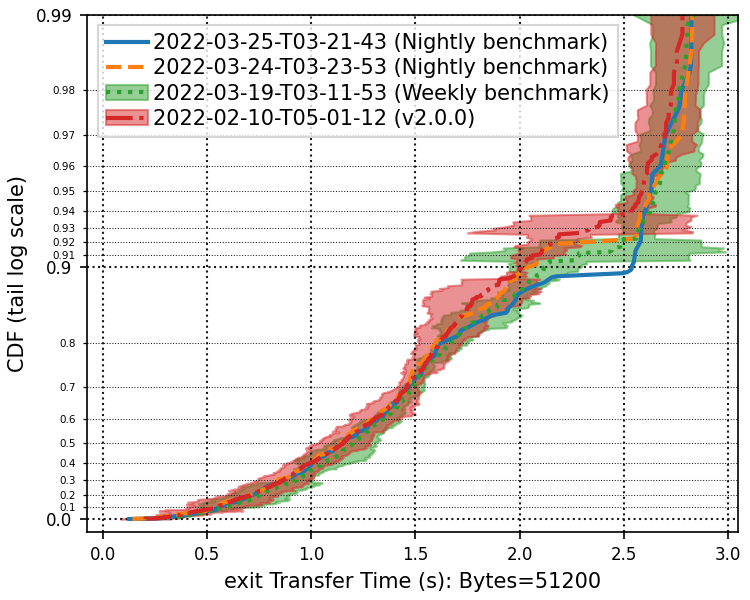 0.99
2022-03-25-T03-21-43 (Nightly benchmark)
2022-03-24-T03-23-53 (Nightly benchmark)
2022-03-19-T03-11-53 (Weekly benchmark)
2022-02-10-T05-01-12 (v2.0.0)
0.98
0.97
0.96
0.95
0.94
0.93
0.92
0.91
0.9
0.8
0.7
0.6
0.5
0.4
0.3
0.2
0.1
0.0
CDF (tail log scale)
0.0 0.5 1.0 1.5 2.0 2.5 3.0
exit Transfer Time (s): Bytes=51200